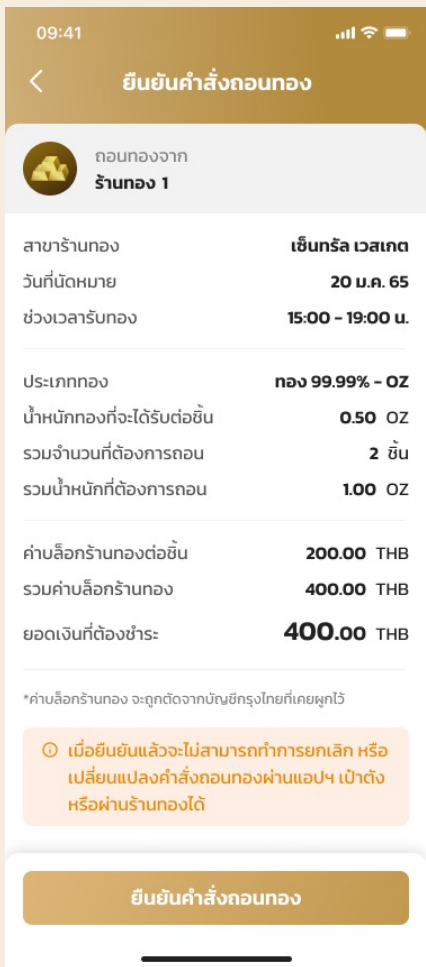 09:41
ยืนยันคำสั่งถอนทอง
ถอนทองจาก
ร้านทอง 1
สาขาร้านทอง เซ็นทรัล เวสเกต
วันที่นัดหมาย 20 ม.ค. 65
ช่วงเวลารับทอง 15:00 - 19:00 น.
ประเภททอง ทอง 99.99% - OZ
น้ำหนักทองที่จะได้รับต่อชิ้น 0.50 OZ
รวมจำนวนที่ต้องการถอน 2 ชิ้น
รวมน้ำหนักที่ต้องการถอน 1.00 OZ
ค่าบล็อกร้านทองต่อชิ้น 200.00 THB
รวมค่าบล็อกร้านทอง 400.00 THB
ยอดเงินที่ต้องชำระ 400.00 THB
*ค่าบล็อกร้านทอง จะถูกตัดจากบัญชีกรุงไทยที่เคยผูกไว้
เมื่อยืนยันแล้วจะไม่สามารถทำการยกเลิก หรือ
เปลี่ยนแปลงคำสั่งถอนทองผ่านแอปฯ เป๋าตัง
หรือผ่านร้านทองได้
ยืนยันคำสั่งถอนทอง